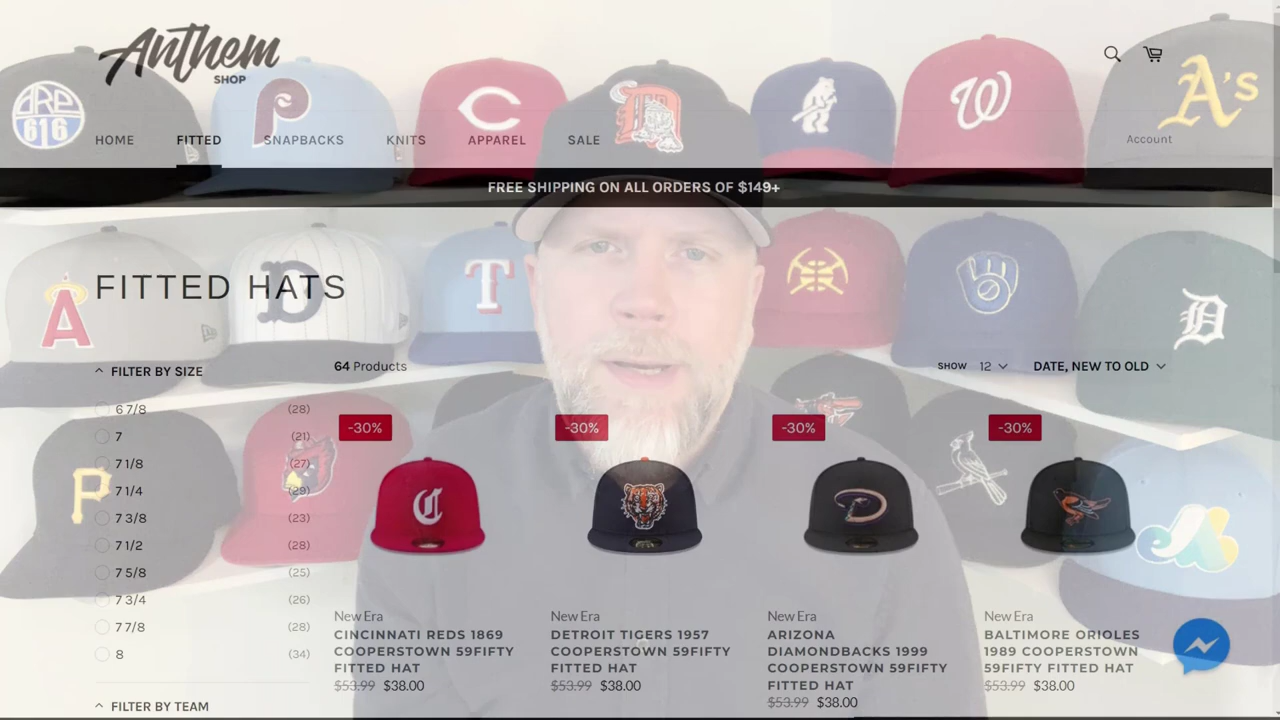 Anthem
SHOP
HOME FITTED SNAPBACKS KNITS APPAREL SALE
Account
FREE SHIPPING ON ALL ORDERS OF $149+
FITTED HATS
FILTER BY SIZE
6 7/8 (28)
7 (21)
7 1/8 (27)
7 1/4 (29)
7 3/8 (23)
7 1/2 (28)
7 5/8 (25)
7 3/4 (26)
7 7/8 (28)
8 (34)
FILTER BY TEAM
64 Products
SHOW 12
DATE, NEW TO OLD
-30%
New Era
CINCINNATI REDS 1869
COOPERSTOWN 59FIFTY
FITTED HAT
$53.99 $38.00
-30%
New Era
DETROIT TIGERS 1957
COOPERSTOWN 59FIFTY
FITTED HAT
$53.99 $38.00
-30%
New Era
ARIZONA
DIAMONDBACKS 1999
COOPERSTOWN 59FIFTY
FITTED HAT
$53.99 $38.00
-30%
New Era
BALTIMORE ORIOLES
1989 COOPERSTOWN
59FIFTY FITTED HAT
$53.99 $38.00
616
P
C
D
W
A's
A
D
T
D
P
C
D